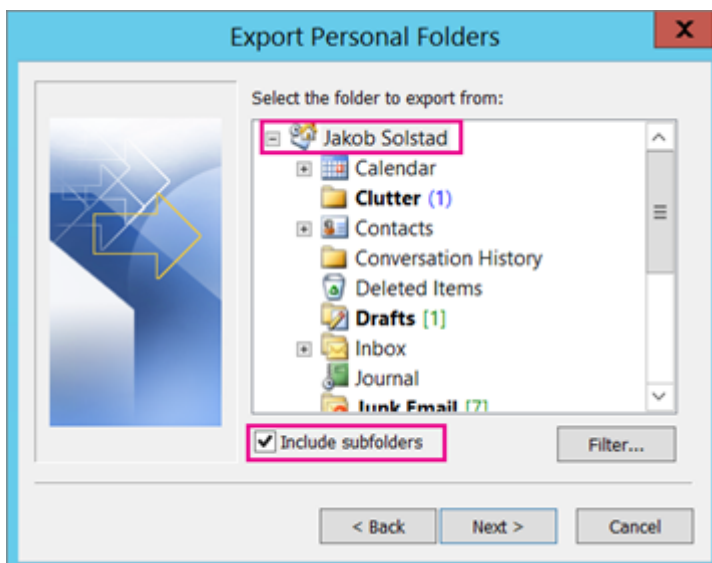 Export Personal Folders
X
Select the folder to export from:
Jakob Solstad
Calendar
Clutter (1)
Contacts
Conversation History
Deleted Items
Drafts [1]
Inbox
Journal
Junk Email [7]
Include subfolders
Filter...
< Back Next > Cancel